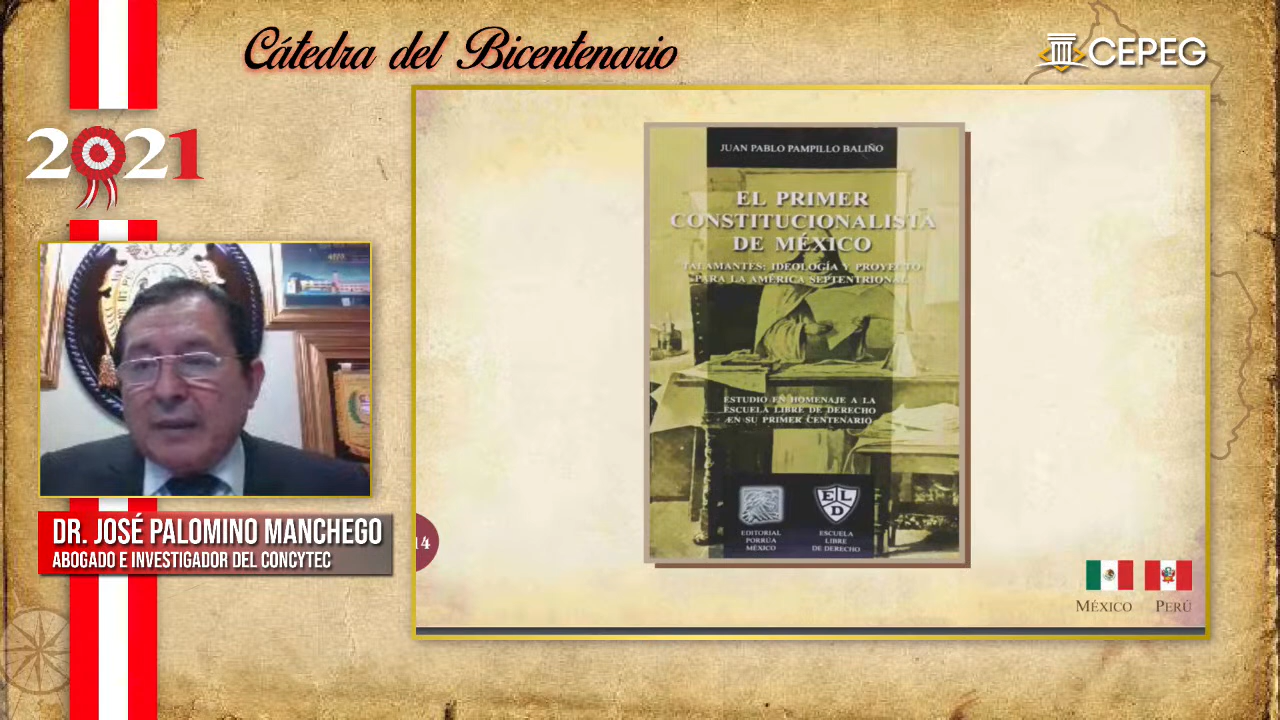 Cátedra del Bicentenario
CEPEG
2021
JUAN PABLO PAMPILLO BALIÑO
EL PRIMER
CONSTITUCIONALISTA
DE MÉXICO
TALAMANTES: IDEOLOGÍA Y PROYECTO
PARA LA AMÉRICA SEPTENTRIONAL
ESTUDIO EN HOMENAJE A LA
ESCUELA LIBRE DE DERECHO
EN SU PRIMER CENTENARIO
ELD
EDITORIAL
PORRÚA
MÉXICO
ESCUELA
LIBRE
DE DERECHO
14
DR. JOSÉ PALOMINO MANCHEGO
ABOGADO E INVESTIGADOR DEL CONCYTEC
MÉXICO PERÚ